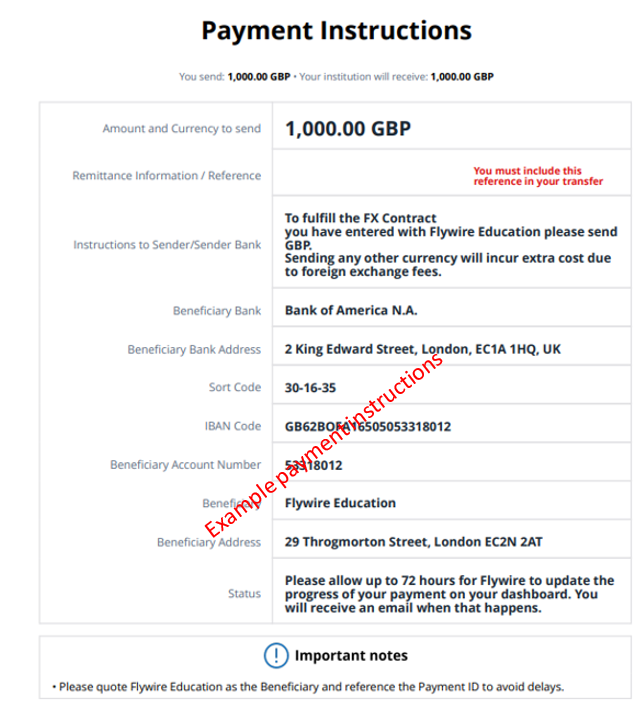 Payment Instructions
You send: 1,000.00 GBP • Your institution will receive: 1,000.00 GBP
Amount and Currency to send 1,000.00 GBP
Remittance Information / Reference
You must include this
reference in your transfer
Instructions to Sender/Sender Bank
To fulfill the FX Contract
you have entered with Flywire Education please send
GBP.
Sending any other currency will incur extra cost due
to foreign exchange fees.
Beneficiary Bank Bank of America N.A.
Beneficiary Bank Address 2 King Edward Street, London, EC1A 1HQ, UK
Sort Code 30-16-35
IBAN Code GB62BOFA16505053318012
Beneficiary Account Number 53318012
Beneficiary Flywire Education
Beneficiary Address 29 Throgmorton Street, London EC2N 2AT
Status
Please allow up to 72 hours for Flywire to update the
progress of your payment on your dashboard. You
will receive an email when that happens.
Example payment instructions
Important notes
• Please quote Flywire Education as the Beneficiary and reference the Payment ID to avoid delays.